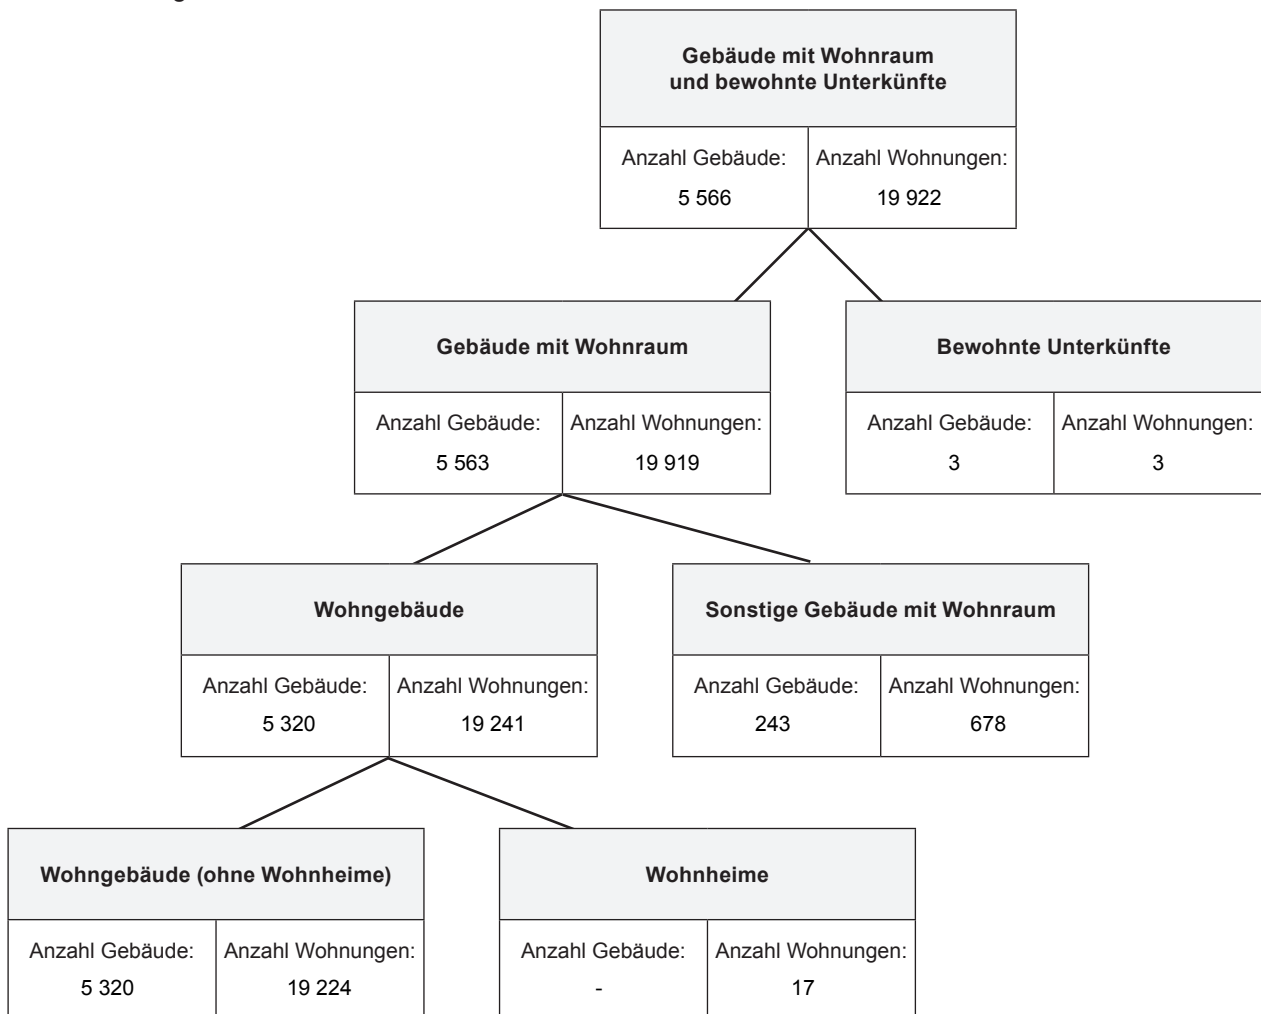 Gebäude mit Wohnraum
und bewohnte Unterkünfte
Anzahl Gebäude: Anzahl Wohnungen:
5 566 19 922
Gebäude mit Wohnraum Bewohnte Unterkünfte
Anzahl Gebäude: Anzahl Wohnungen: Anzahl Gebäude: Anzahl Wohnungen:
5 563 19 919 3 3
Wohngebäude Sonstige Gebäude mit Wohnraum
Anzahl Gebäude: Anzahl Wohnungen: Anzahl Gebäude: Anzahl Wohnungen:
5 320 19 241 243 678
Wohngebäude (ohne Wohnheime) Wohnheime
Anzahl Gebäude: Anzahl Wohnungen: Anzahl Gebäude: Anzahl Wohnungen:
5 320 19 224 - 17